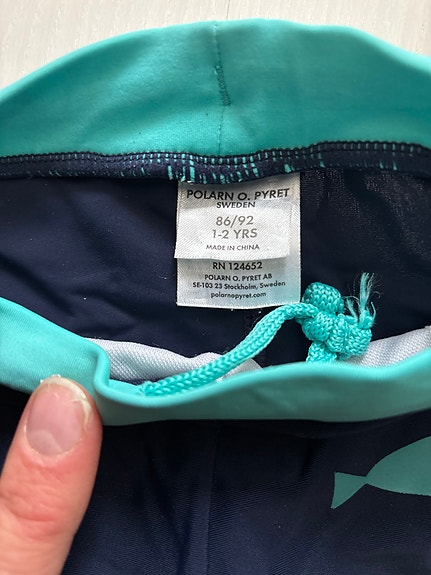 POLARN O. PYRET
SWEDEN
86/92
1-2 YRS
MADE IN CHINA
RN 124652
POLARN O. PYRET AB
SE-103 23 Stockholm, Sweden
polarnopyret.com